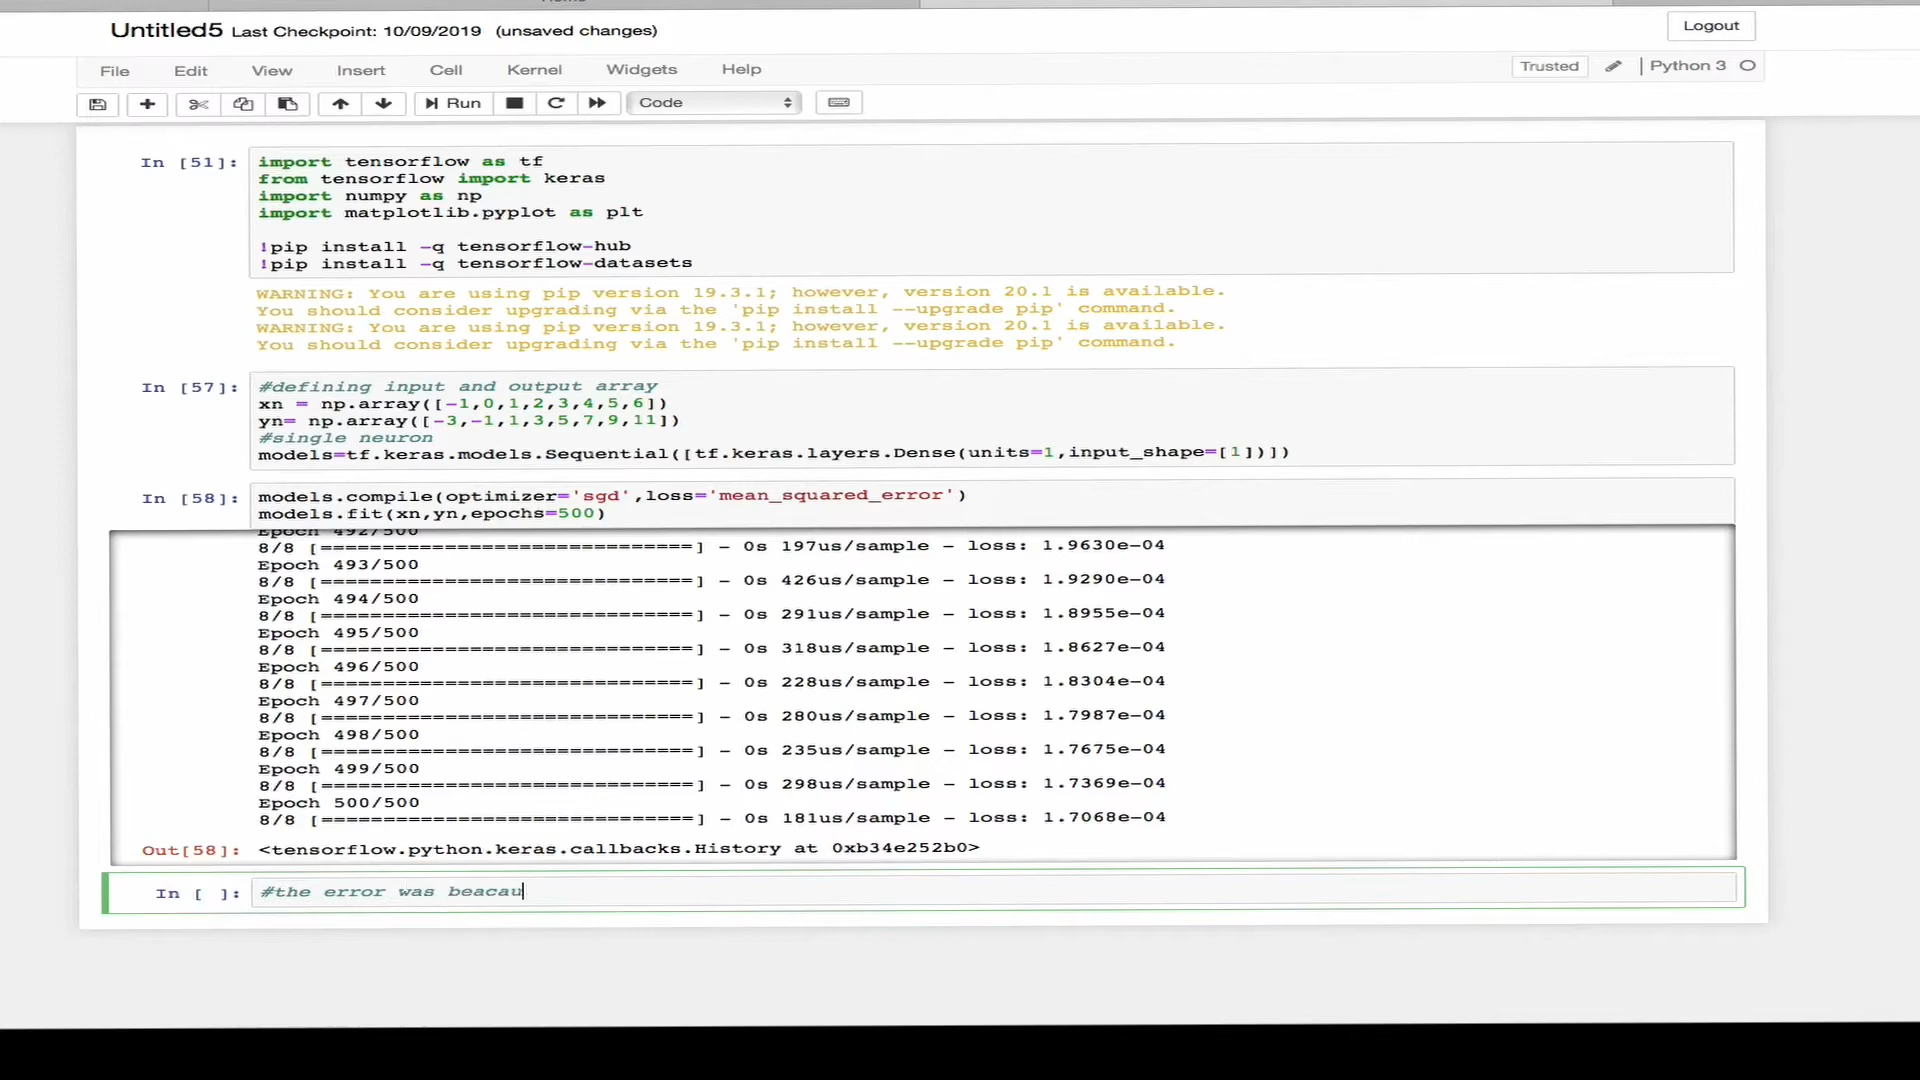 Untitled5 Last Checkpoint: 10/09/2019 (unsaved changes)
Logout
File Edit View Insert Cell Kernel Widgets Help
Trusted | Python 3
Run Code
In [51]: import tensorflow as tf
from tensorflow import keras
import numpy as np
import matplotlib.pyplot as plt
!pip install -q tensorflow-hub
!pip install -q tensorflow-datasets
WARNING: You are using pip version 19.3.1; however, version 20.1 is available.
You should consider upgrading via the 'pip install --upgrade pip' command.
WARNING: You are using pip version 19.3.1; however, version 20.1 is available.
You should consider upgrading via the 'pip install --upgrade pip' command.
In [57]: #defining input and output array
xn = np.array([-1,0,1,2,3,4,5,6])
yn= np.array([-3,-1,1,3,5,7,9,11])
#single neuron
models=tf.keras.models.Sequential([tf.keras.layers.Dense(units=1,input_shape=[1])])
In [58]: models.compile(optimizer='sgd',loss='mean_squared_error')
models.fit(xn,yn,epochs=500)
Epoch 492/500
8/8 [==============================] - 0s 197us/sample - loss: 1.9630e-04
Epoch 493/500
8/8 [==============================] - 0s 426us/sample - loss: 1.9290e-04
Epoch 494/500
8/8 [==============================] - 0s 291us/sample - loss: 1.8955e-04
Epoch 495/500
8/8 [==============================] - 0s 318us/sample - loss: 1.8627e-04
Epoch 496/500
8/8 [==============================] - 0s 228us/sample - loss: 1.8304e-04
Epoch 497/500
8/8 [==============================] - 0s 280us/sample - loss: 1.7987e-04
Epoch 498/500
8/8 [==============================] - 0s 235us/sample - loss: 1.7675e-04
Epoch 499/500
8/8 [==============================] - 0s 298us/sample - loss: 1.7369e-04
Epoch 500/500
8/8 [==============================] - 0s 181us/sample - loss: 1.7068e-04
Out[58]: <tensorflow.python.keras.callbacks.History at 0xb34e252b0>
In [ ]: #the error was beacau